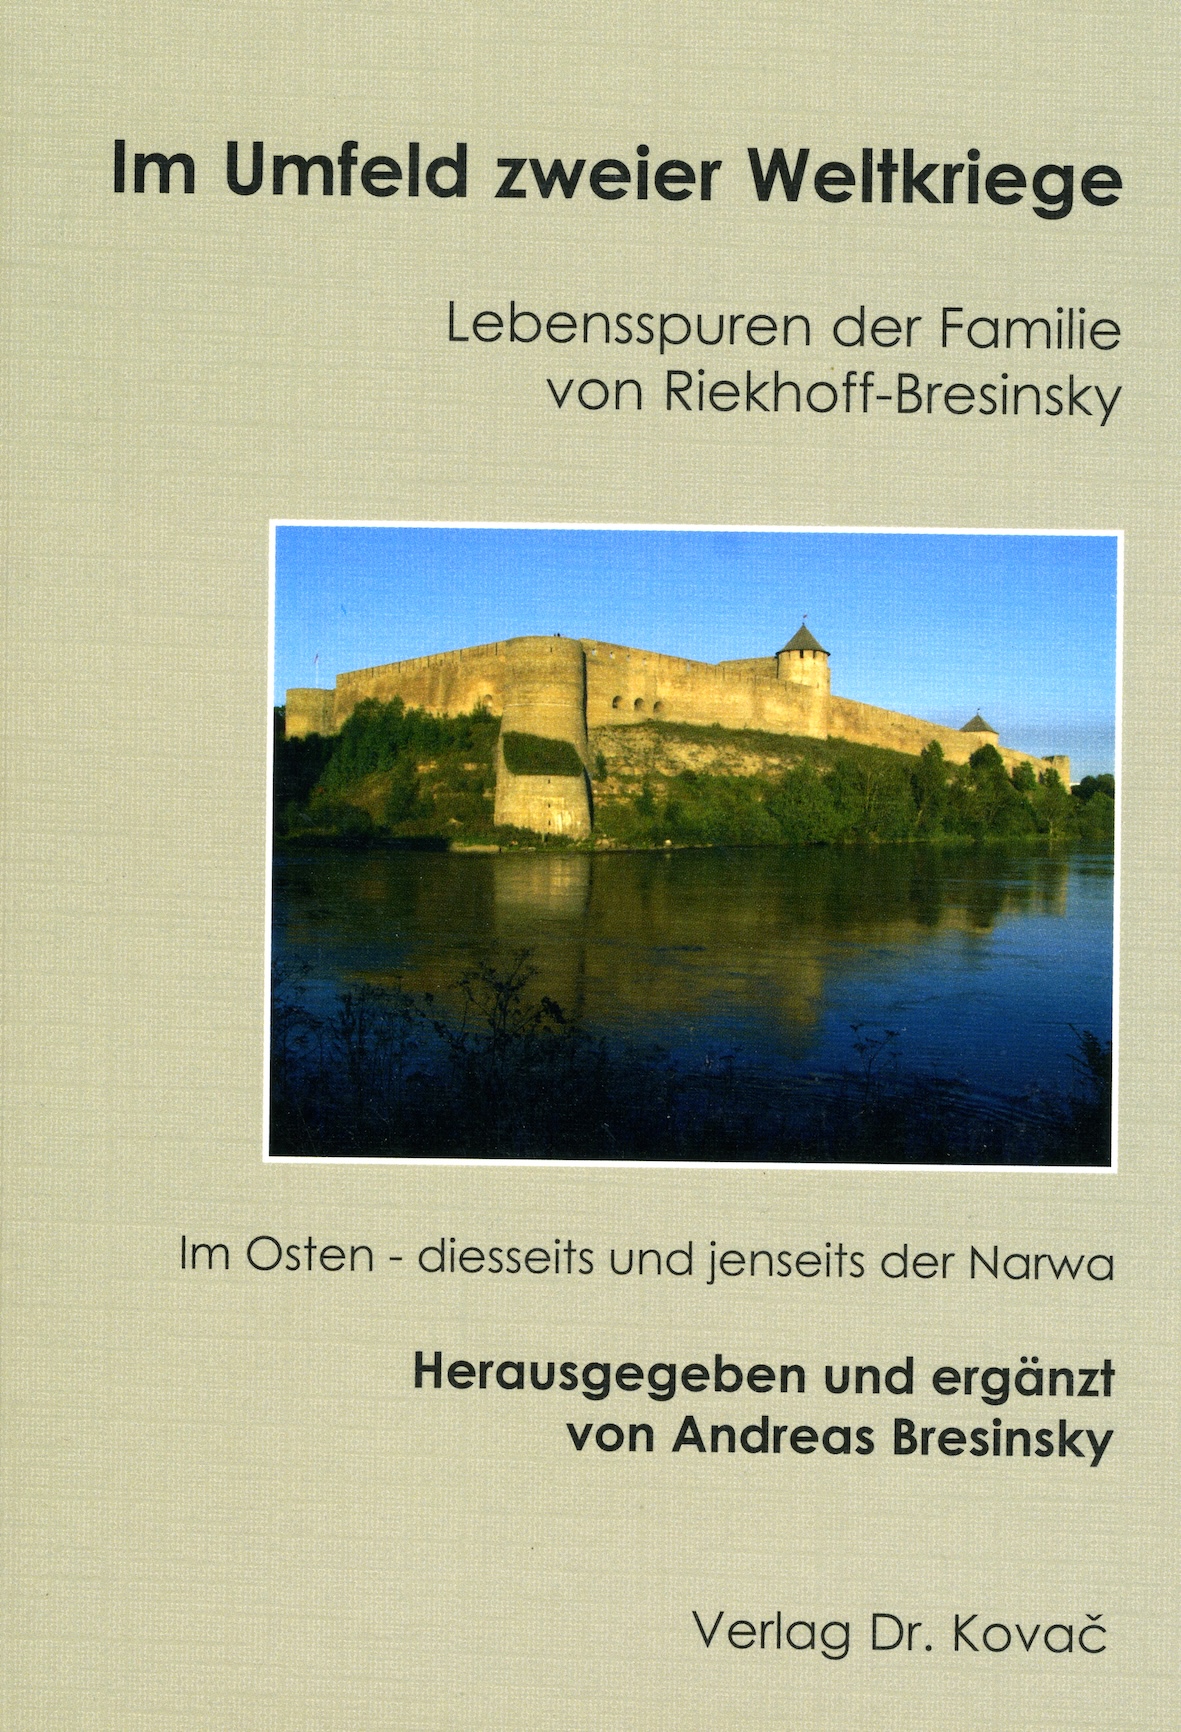 Im Umfeld zweier Weltkriege
Lebensspuren der Familie
von Riekhoff-Bresinsky
Im Osten - diesseits und jenseits der Narwa
Herausgegeben und ergänzt
von Andreas Bresinsky
Verlag Dr. Kovač